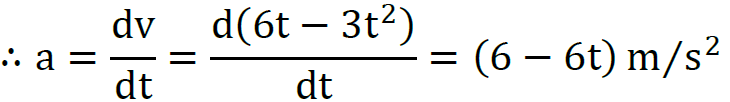 ∴ a = dv/dt = d(6t − 3t²)/dt = (6 − 6t) m/s²